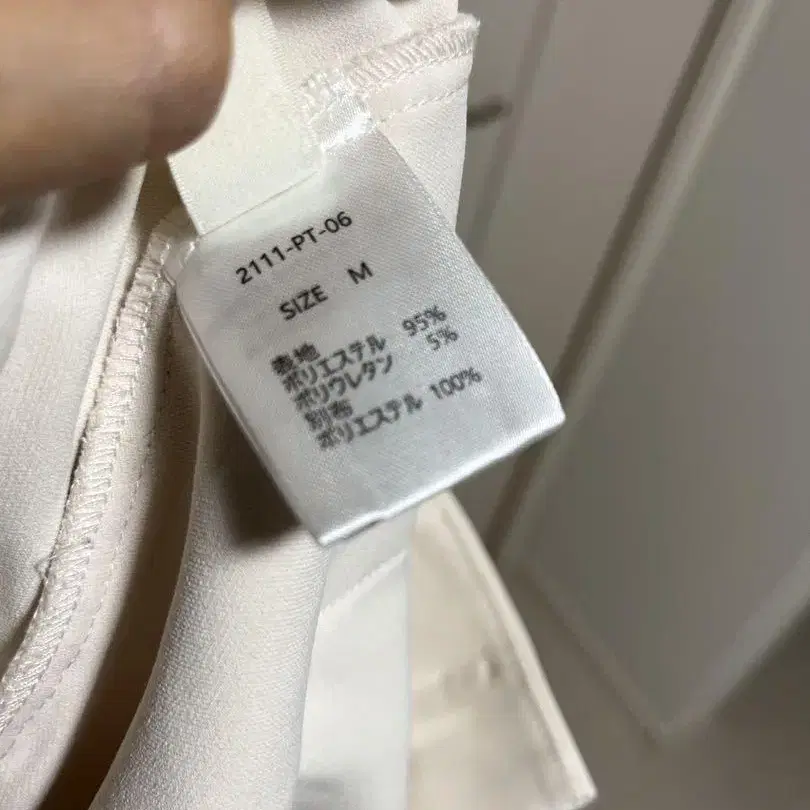 2111-PT-06
SIZE M
表地
ポリエステル 95%
ポリウレタン 5%
別布
ポリエステル 100%